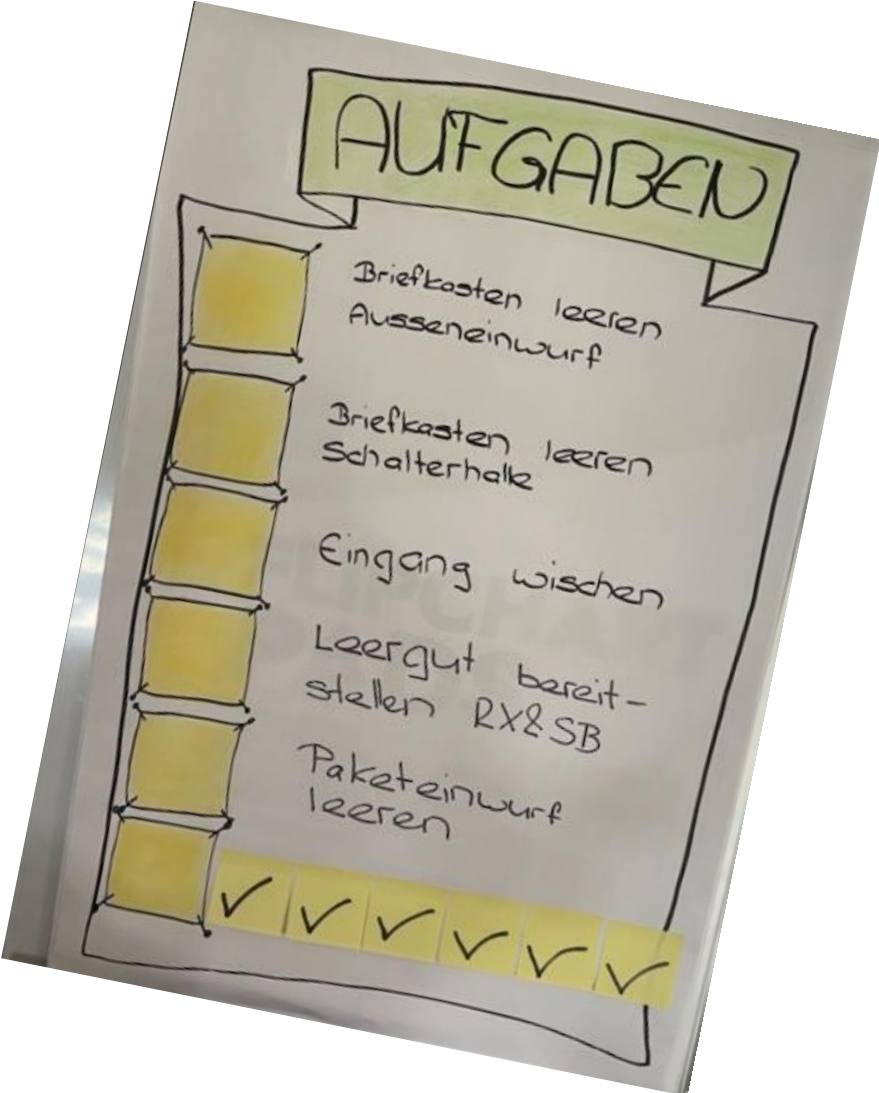 AUFGABEN
Briefkasten leeren
Ausseneinwurf
Briefkasten leeren
Schalterhalle
Eingang wischen
Leergut bereit-
stellen RX&SB
Paketeinwurf
leeren
✓ ✓ ✓ ✓ ✓ ✓